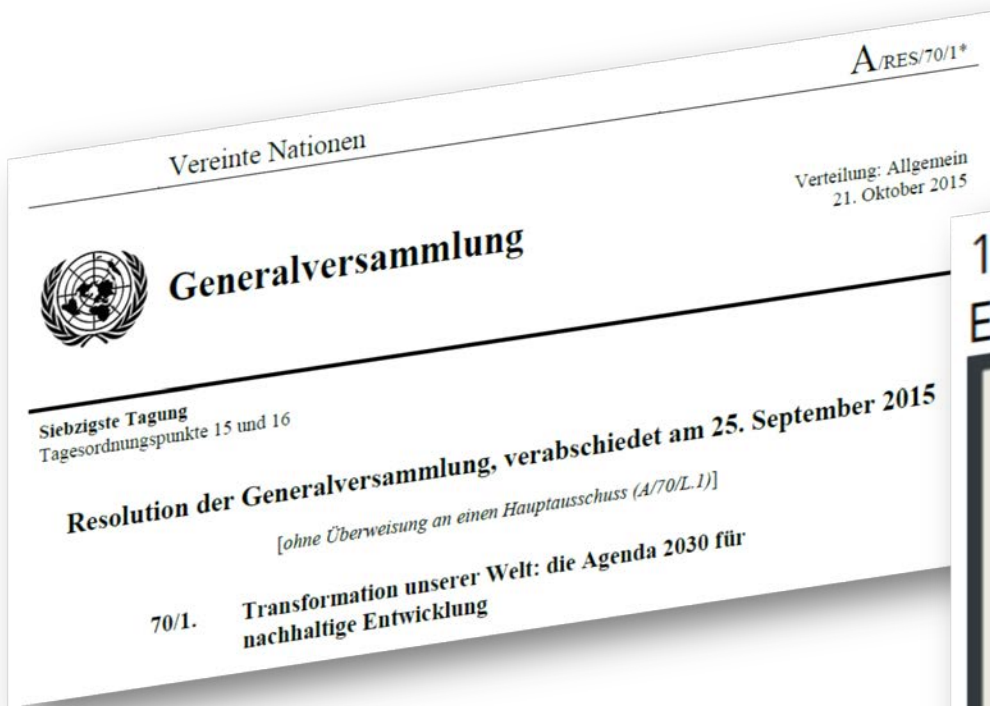 A/RES/70/1*
Vereinte Nationen
Verteilung: Allgemein
21. Oktober 2015
Generalversammlung
Siebzigste Tagung
Tagesordnungspunkte 15 und 16
Resolution der Generalversammlung, verabschiedet am 25. September 2015
[ohne Überweisung an einen Hauptausschuss (A/70/L.1)]
70/1. Transformation unserer Welt: die Agenda 2030 für
nachhaltige Entwicklung
1
E